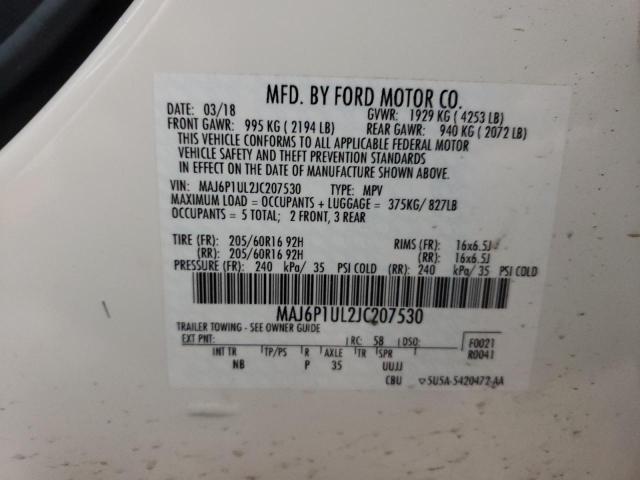 MFD. BY FORD MOTOR CO.
DATE: 03/18 GVWR: 1929 KG ( 4253 LB)
FRONT GAWR: 995 KG ( 2194 LB) REAR GAWR: 940 KG ( 2072 LB)
THIS VEHICLE CONFORMS TO ALL APPLICABLE FEDERAL MOTOR
VEHICLE SAFETY AND THEFT PREVENTION STANDARDS
IN EFFECT ON THE DATE OF MANUFACTURE SHOWN ABOVE.
VIN: MAJ6P1UL2JC207530 TYPE: MPV
MAXIMUM LOAD = OCCUPANTS + LUGGAGE = 375KG/ 827LB
OCCUPANTS = 5 TOTAL; 2 FRONT, 3 REAR
TIRE (FR): 205/60R16 92H RIMS (FR): 16x6.5J
(RR): 205/60R16 92H (RR): 16x6.5J
PRESSURE (FR): 240 kPa/ 35 PSI COLD (RR): 240 kPa/ 35 PSI COLD
MAJ6P1UL2JC207530
TRAILER TOWING - SEE OWNER GUIDE
EXT PNT: RC: 58 DSO: F0021
INT TR TP/PS R AXLE TR SPR R0041
NB P 35 UUJJ
CBU 5U5A-5420472-AA